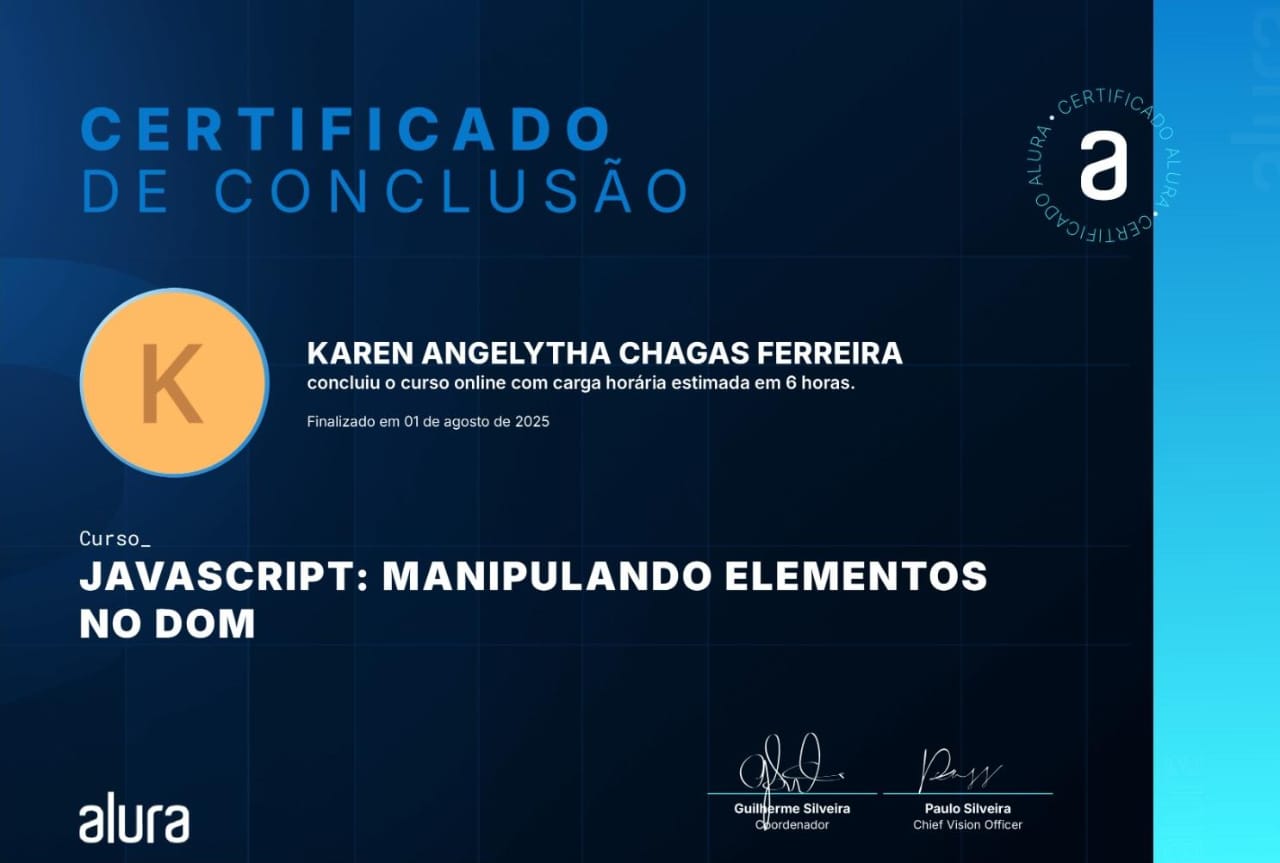 CERTIFICADO
DE CONCLUSÃO
CERTIFICADO ALURA • CERTIFICADO ALURA •
a
K
KAREN ANGELYTHA CHAGAS FERREIRA
concluiu o curso online com carga horária estimada em 6 horas.
Finalizado em 01 de agosto de 2025
Curso_
JAVASCRIPT: MANIPULANDO ELEMENTOS
NO DOM
alura
Guilherme Silveira
Coordenador
Paulo Silveira
Chief Vision Officer
alura